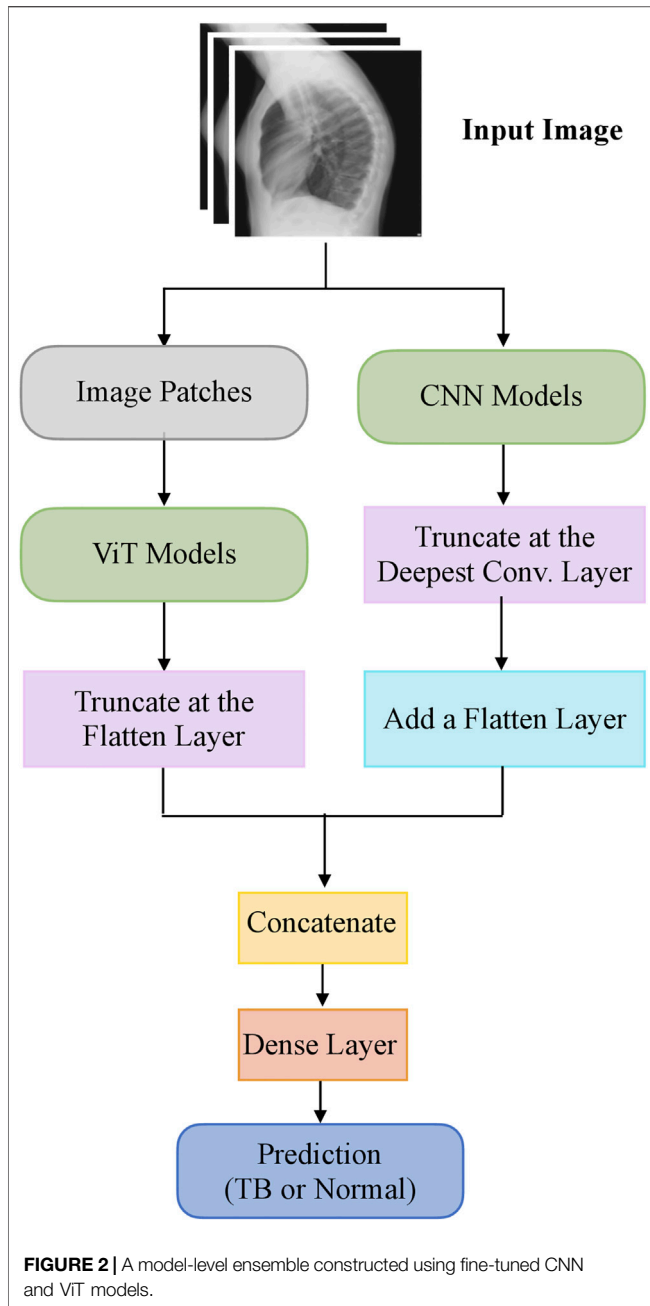 Input Image
Image Patches
CNN Models
ViT Models
Truncate at the
Deepest Conv. Layer
Truncate at the
Flatten Layer
Add a Flatten Layer
Concatenate
Dense Layer
Prediction
(TB or Normal)
FIGURE 2 | A model-level ensemble constructed using fine-tuned CNN
and ViT models.